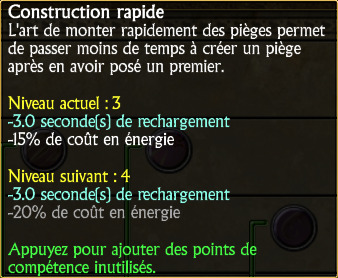 Construction rapide
L'art de monter rapidement des pièges permet
de passer moins de temps à créer un piège
après en avoir posé un premier.
Niveau actuel : 3
-3.0 seconde(s) de rechargement
-15% de coût en énergie
Niveau suivant : 4
-3.0 seconde(s) de rechargement
-20% de coût en énergie
Appuyez pour ajouter des points de
compétence inutilisés.